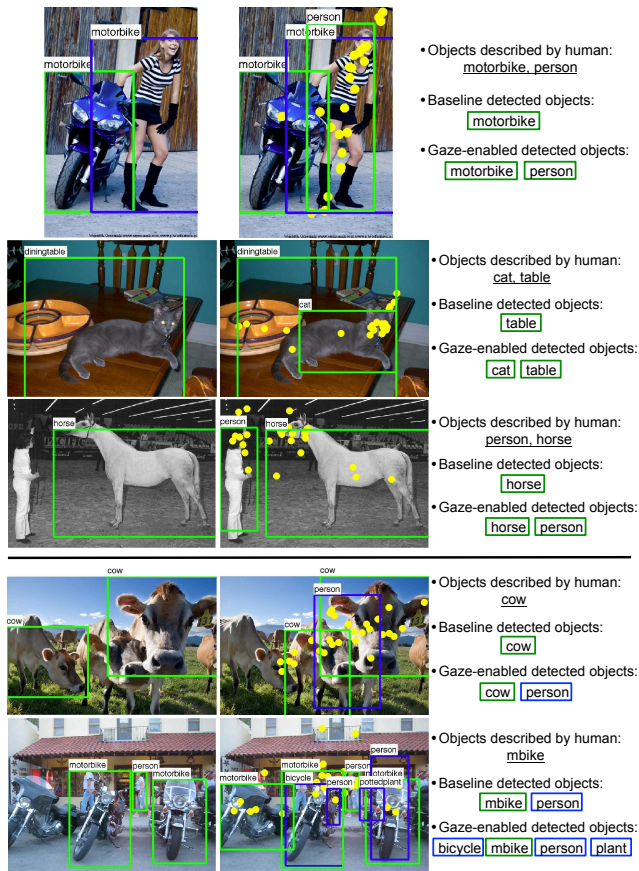 person
motorbike
motorbike
motorbike
motorbike
• Objects described by human:
motorbike, person
• Baseline detected objects:
motorbike
• Gaze-enabled detected objects:
motorbike person
diningtable
diningtable
cat
• Objects described by human:
cat, table
• Baseline detected objects:
table
• Gaze-enabled detected objects:
cat table
horse
person
horse
• Objects described by human:
person, horse
• Baseline detected objects:
horse
• Gaze-enabled detected objects:
horse person
cow
cow
cow
person
cow
• Objects described by human:
cow
• Baseline detected objects:
cow
• Gaze-enabled detected objects:
cow person
motorbike
person
motorbike
motorbike
motorbike
bicycle
person
person
person
motorbike
pottedplant
• Objects described by human:
mbike
• Baseline detected objects:
mbike person
• Gaze-enabled detected objects:
bicycle mbike person plant